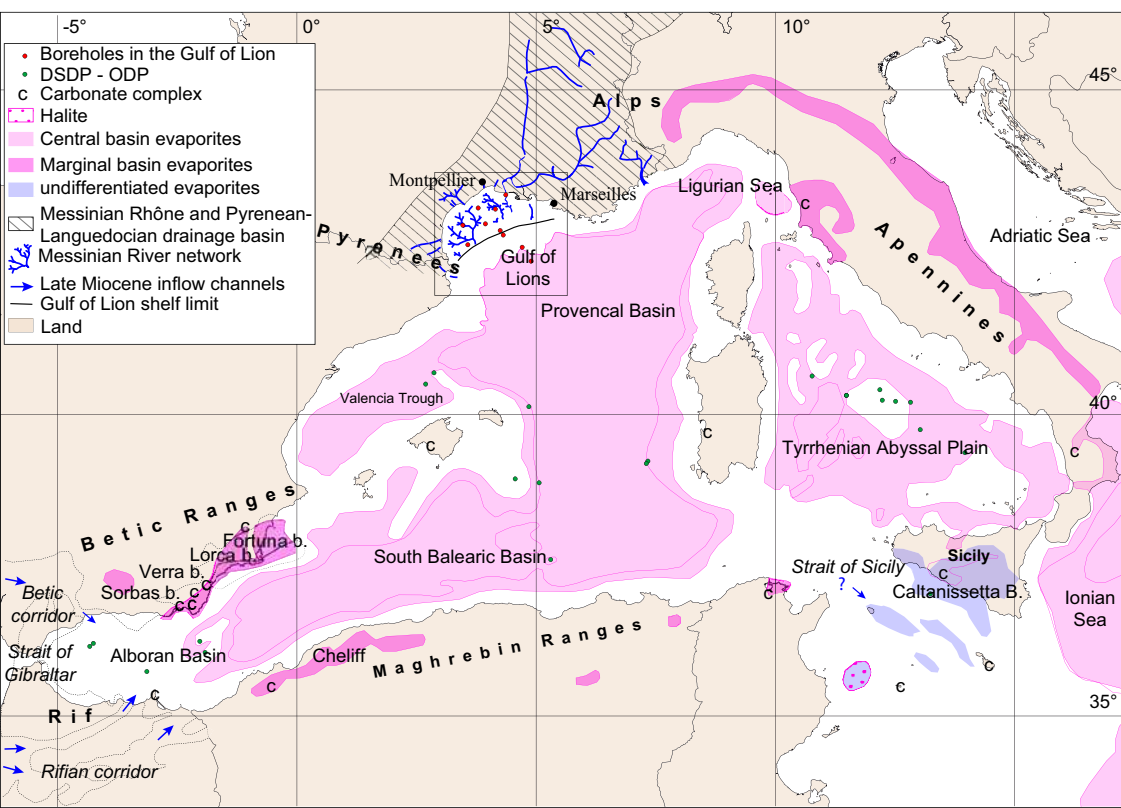 -5°
0°
5°
10°
45°
40°
35°
Boreholes in the Gulf of Lion
DSDP - ODP
c Carbonate complex
Halite
Central basin evaporites
Marginal basin evaporites
undifferentiated evaporites
Messinian Rhône and Pyrenean-
Languedocian drainage basin
Messinian River network
Late Miocene inflow channels
Gulf of Lion shelf limit
Land
Alps
Montpellier
Marseilles
Ligurian Sea
c
Pyrenees
Gulf of
Lions
Apennines
Adriatic Sea
Provencal Basin
Valencia Trough
c
c
c
Tyrrhenian Abyssal Plain
Betic Ranges
c
Fortuna b.
Lorca b.
Verra b.
Sorbas b.
c
c
c
c
South Balearic Basin
Strait of Sicily
?
Sicily
c
Caltanissetta B.
c
Betic
corridor
Ionian
Sea
Strait of
Gibraltar
Alboran Basin
Cheliff
Maghrebin Ranges
c
c
c
c
Rif
Rifian corridor